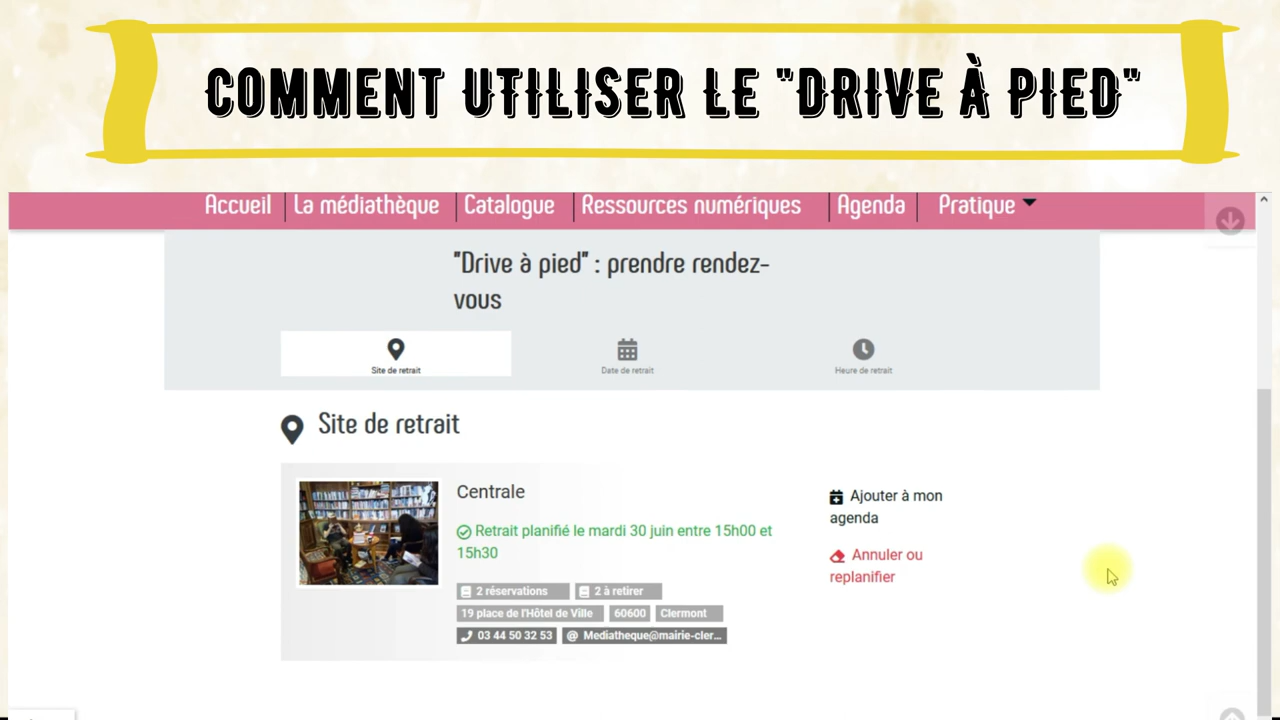 COMMENT UTILISER LE "DRIVE À PIED"
Accueil La médiathèque Catalogue Ressources numériques Agenda Pratique
"Drive à pied" : prendre rendez-
vous
Site de retrait Date de retrait Heure de retrait
Site de retrait
Centrale
Retrait planifié le mardi 30 juin entre 15h00 et
15h30
2 réservations 2 à retirer
19 place de l'Hôtel de Ville 60600 Clermont
03 44 50 32 53 @ Mediatheque@mairie-cler...
Ajouter à mon
agenda
Annuler ou
replanifier